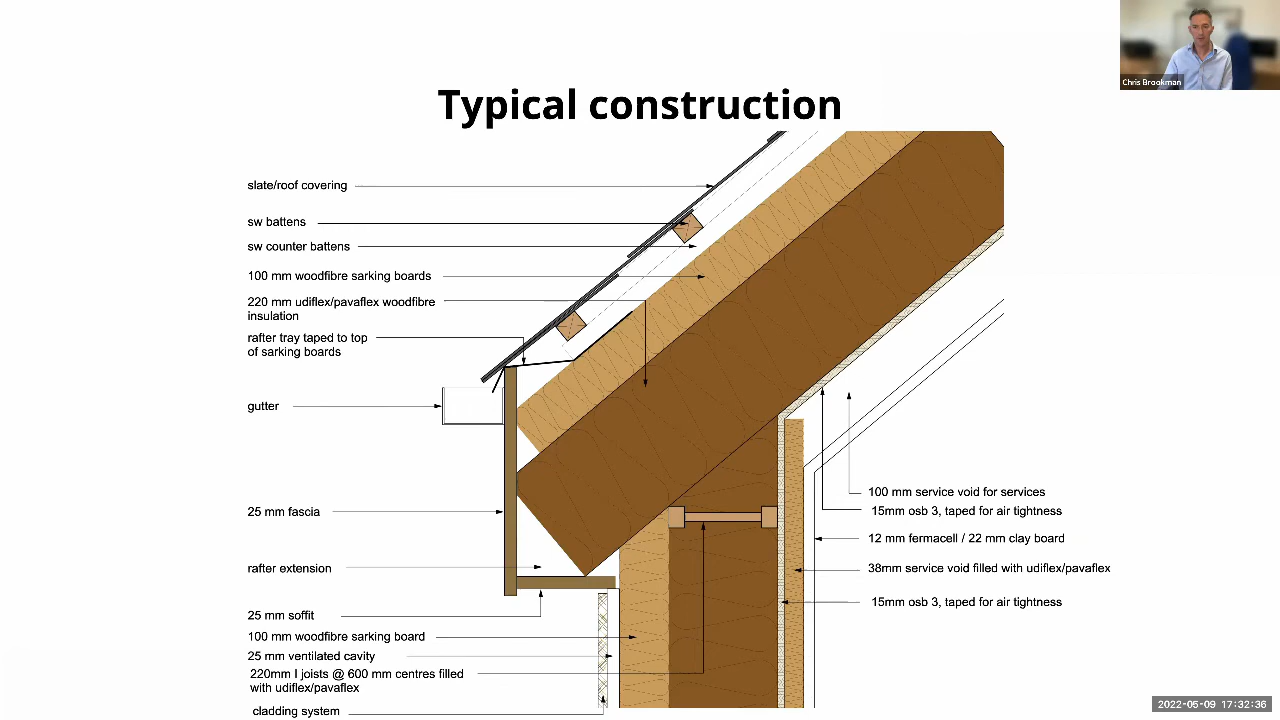 Chris Brookman
Typical construction
slate/roof covering
sw battens
sw counter battens
100 mm woodfibre sarking boards
220 mm udiflex/pavaflex woodfibre
insulation
rafter tray taped to top
of sarking boards
gutter
25 mm fascia
rafter extension
25 mm soffit
100 mm woodfibre sarking board
25 mm ventilated cavity
220mm I joists @ 600 mm centres filled
with udiflex/pavaflex
cladding system
100 mm service void for services
15mm osb 3, taped for air tightness
12 mm fermacell / 22 mm clay board
38mm service void filled with udiflex/pavaflex
15mm osb 3, taped for air tightness
2022-05-09 17:32:36